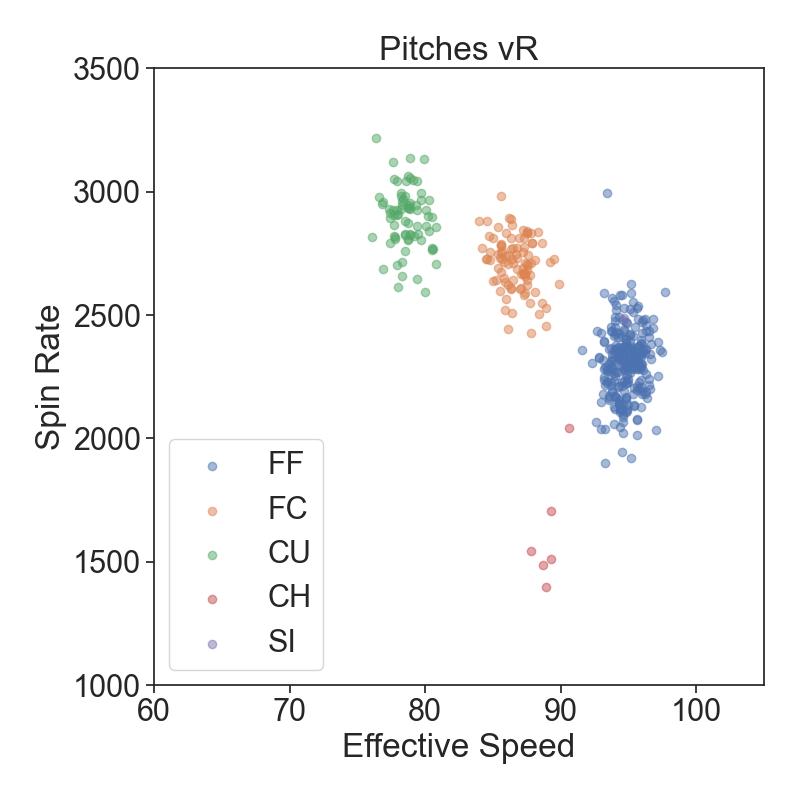 Pitches vR
3500
3000
2500
2000
1500
1000
Spin Rate
FF
FC
CU
CH
SI
60 70 80 90 100
Effective Speed